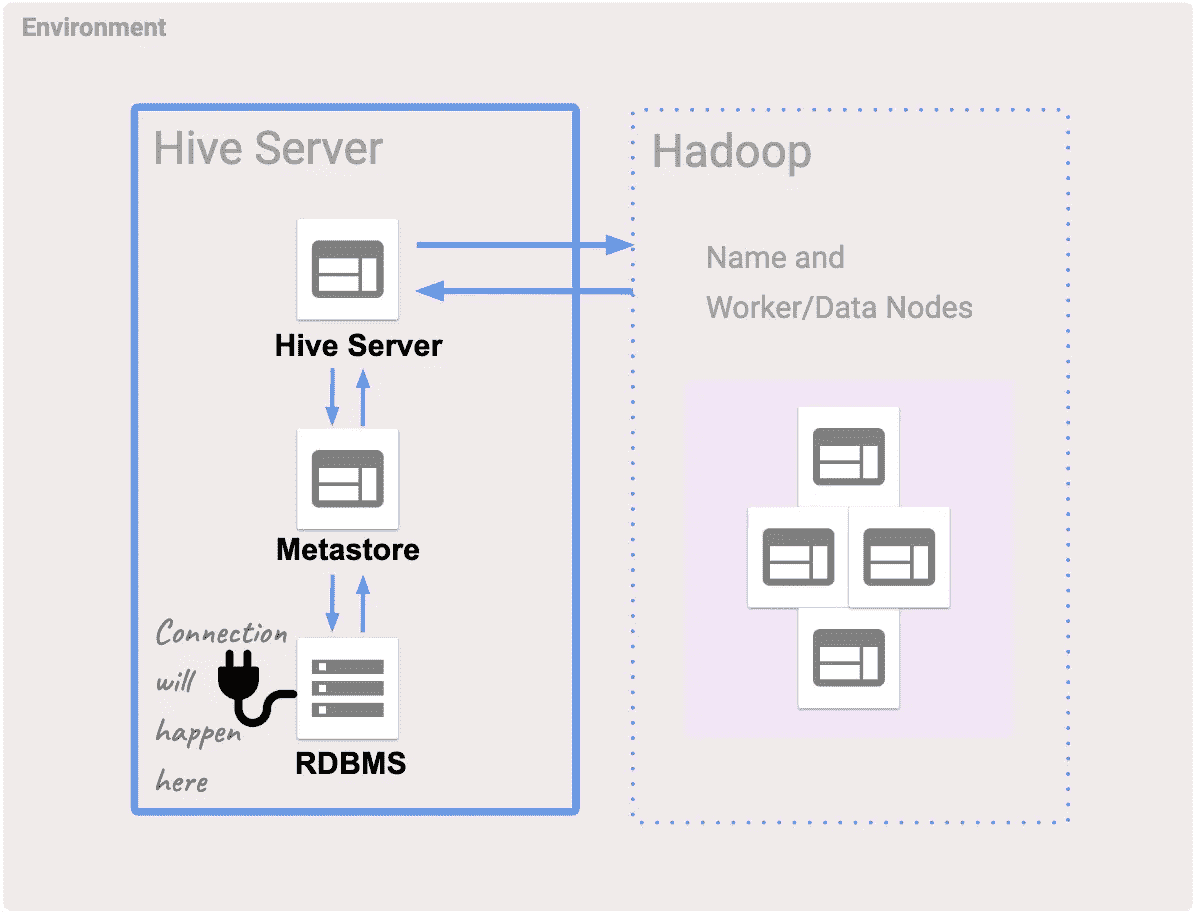 Environment
Hive Server
Hadoop
Name and
Worker/Data Nodes
Hive Server
Metastore
Connection
will
happen
here
RDBMS